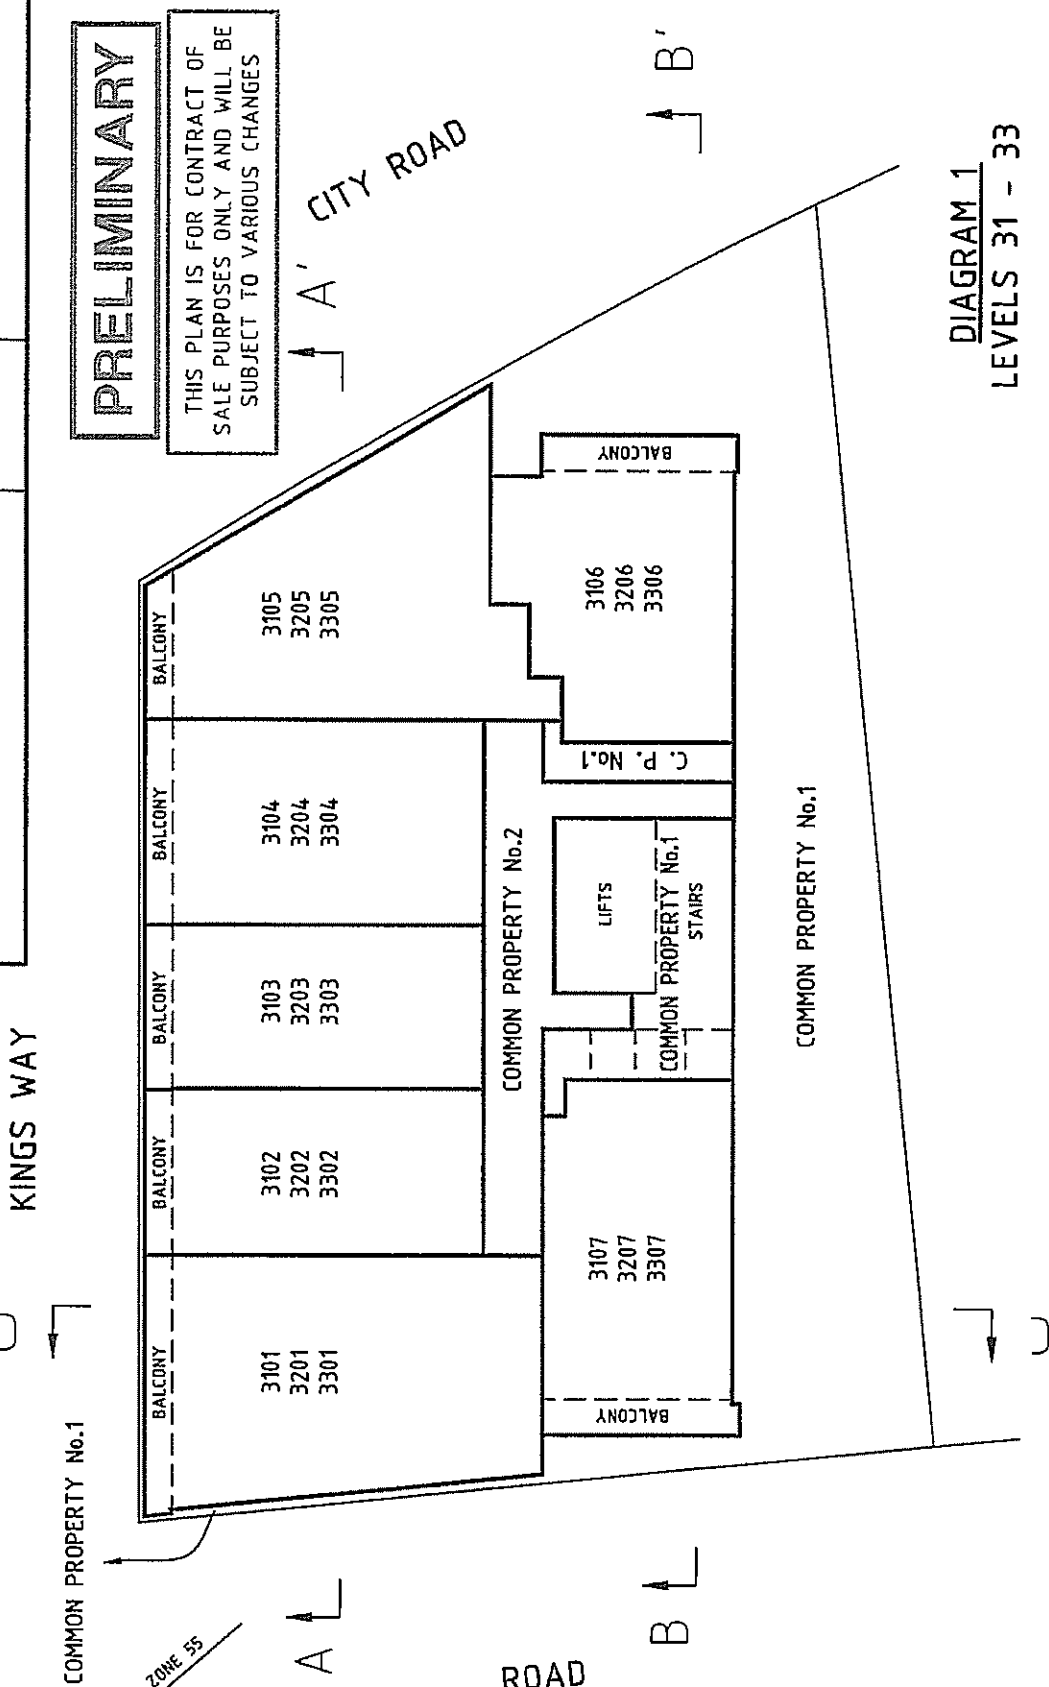 PRELIMINARY
THIS PLAN IS FOR CONTRACT OF
SALE PURPOSES ONLY AND WILL BE
SUBJECT TO VARIOUS CHANGES
KINGS WAY
CITY ROAD
COMMON PROPERTY No.1
ZONE 55
A
A'
B
B'
ROAD
BALCONY
3101
3201
3301
BALCONY
3102
3202
3302
BALCONY
3103
3203
3303
BALCONY
3104
3204
3304
BALCONY
3105
3205
3305
COMMON PROPERTY No.2
BALCONY
3107
3207
3307
LIFTS
COMMON PROPERTY No.1
STAIRS
C. P. No.1
3106
3206
3306
BALCONY
COMMON PROPERTY No.1
DIAGRAM 1
LEVELS 31 - 33